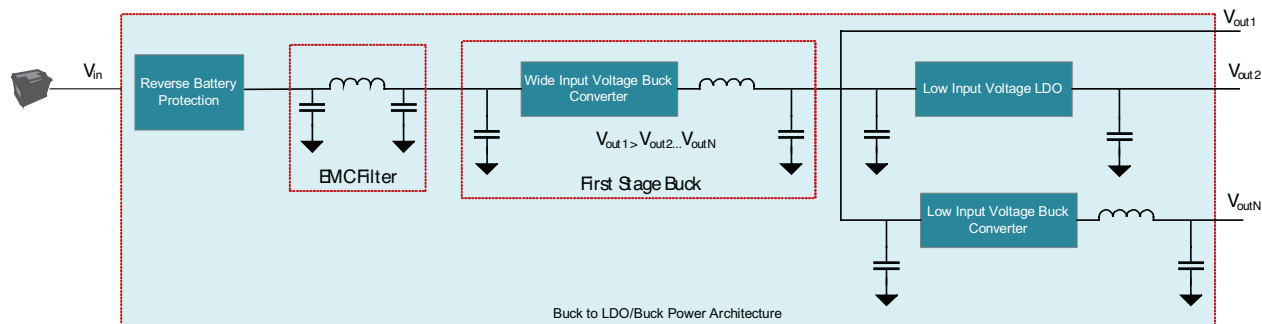 Vout1
Vin
Reverse Battery
Protection
Wide Input Voltage Buck
Converter
Low Input Voltage LDO
Vout2
Vout1 > Vout2...VoutN
EMC Filter
First Stage Buck
Low Input Voltage Buck
Converter
VoutN
Buck to LDO/Buck Power Architecture